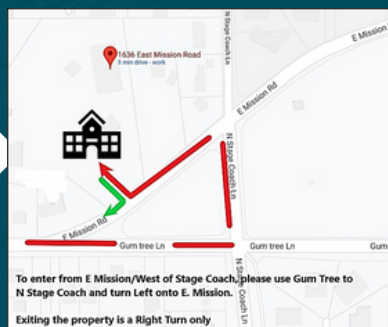 N Stage Coach Ln
E Mission
1636 East Mission Road
3 min drive - work
E Mission Rd
N Stage Coach Ln
E Mission Rd
Gum tree Ln
Gum tree Ln
Gum
To enter from E Mission/West of Stage Coach, please use Gum Tree to
N Stage Coach and turn Left onto E. Mission.
Exiting the property is a Right Turn only